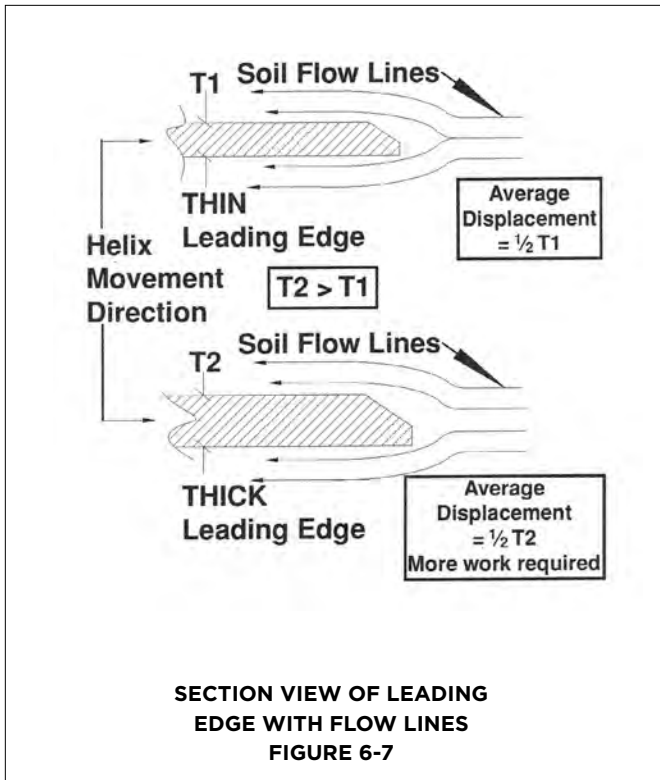 T1
Soil Flow Lines
THIN
Leading Edge
Average
Displacement
= ½ T1
Helix
Movement
Direction
T2 > T1
T2
Soil Flow Lines
THICK
Leading Edge
Average
Displacement
= ½ T2
More work required
SECTION VIEW OF LEADING
EDGE WITH FLOW LINES
FIGURE 6-7